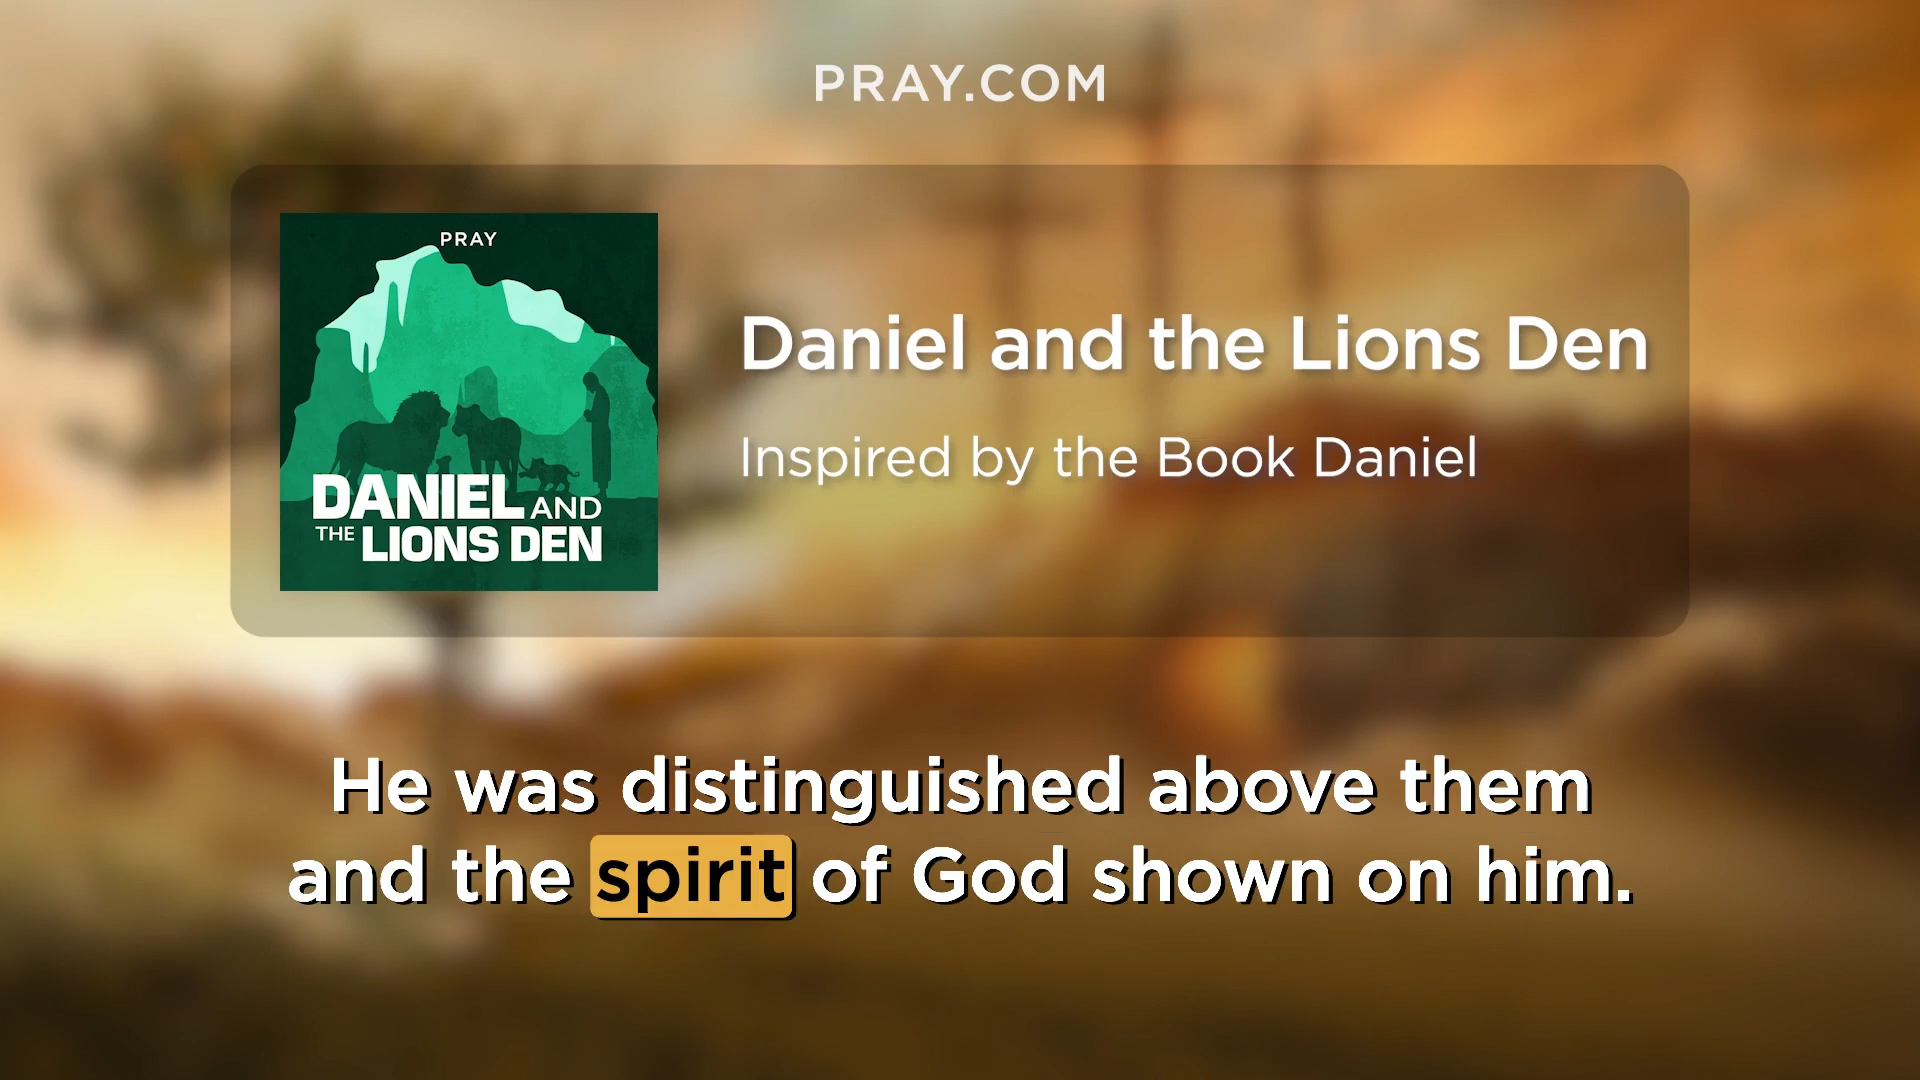 PRAY.COM
PRAY
DANIEL AND
THE LIONS DEN
Daniel and the Lions Den
Inspired by the Book Daniel
He was distinguished above them
and the spirit of God shown on him.